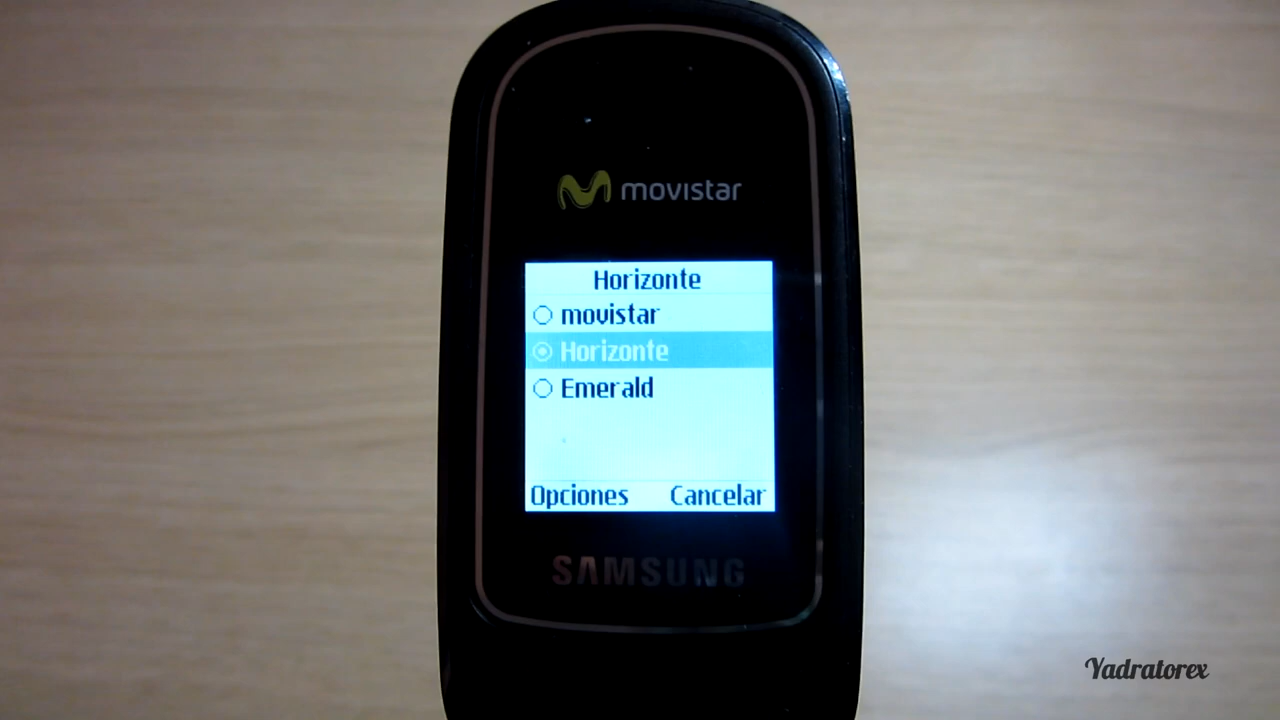 movistar
Horizonte
movistar
Horizonte
Emerald
Opciones Cancelar
SAMSUNG
Yadratorex